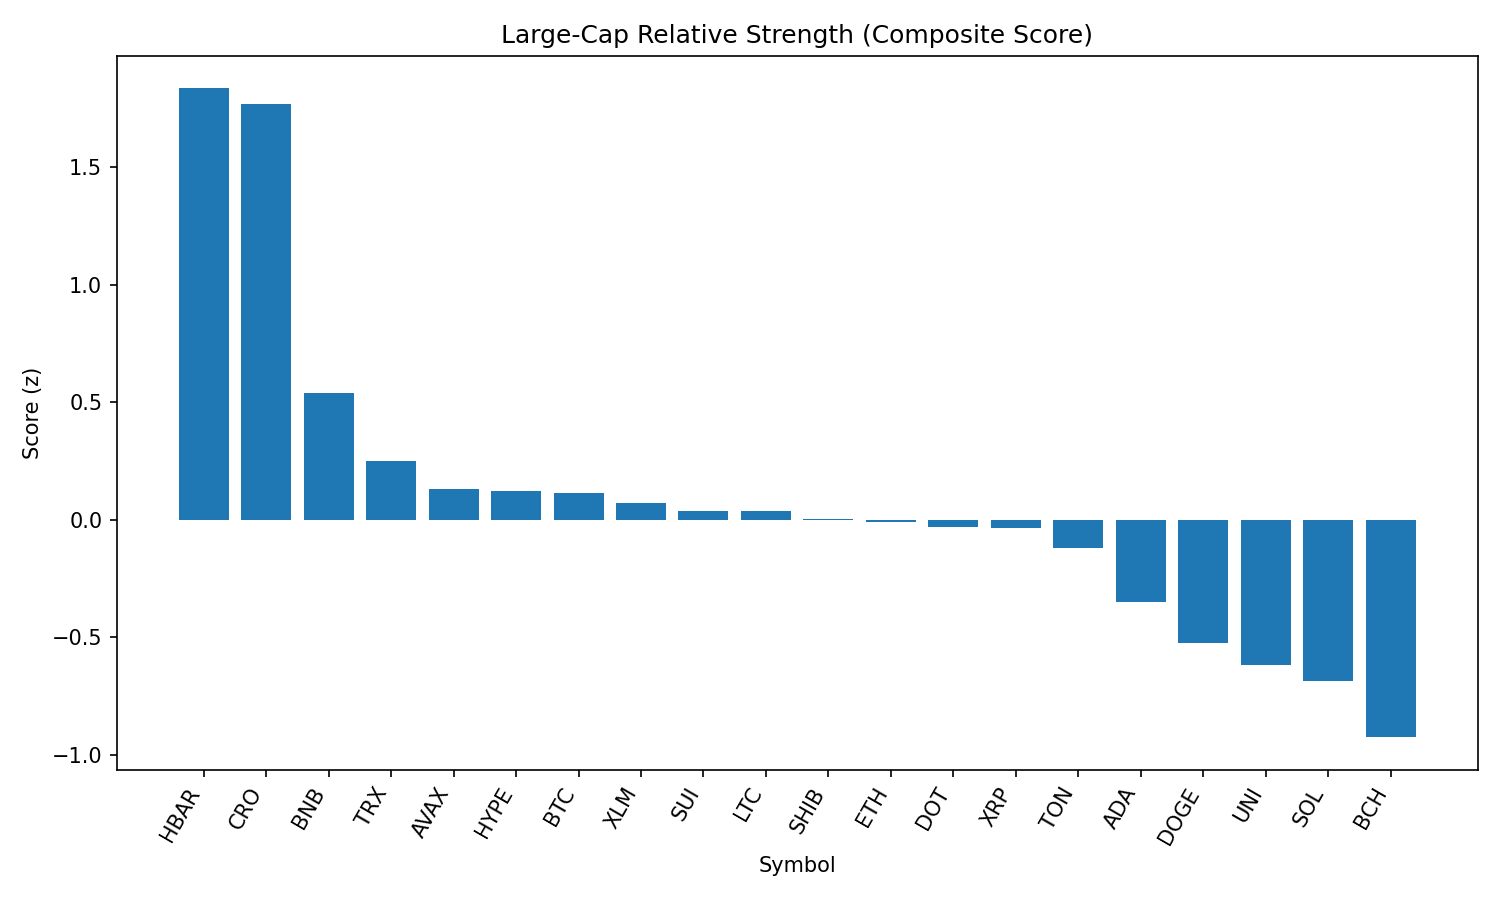 Large-Cap Relative Strength (Composite Score)
Score (z)
1.5
1.0
0.5
0.0
−0.5
−1.0
HBAR
CRO
BNB
TRX
AVAX
HYPE
BTC
XLM
SUI
LTC
SHIB
ETH
DOT
XRP
TON
ADA
DOGE
UNI
SOL
BCH
Symbol